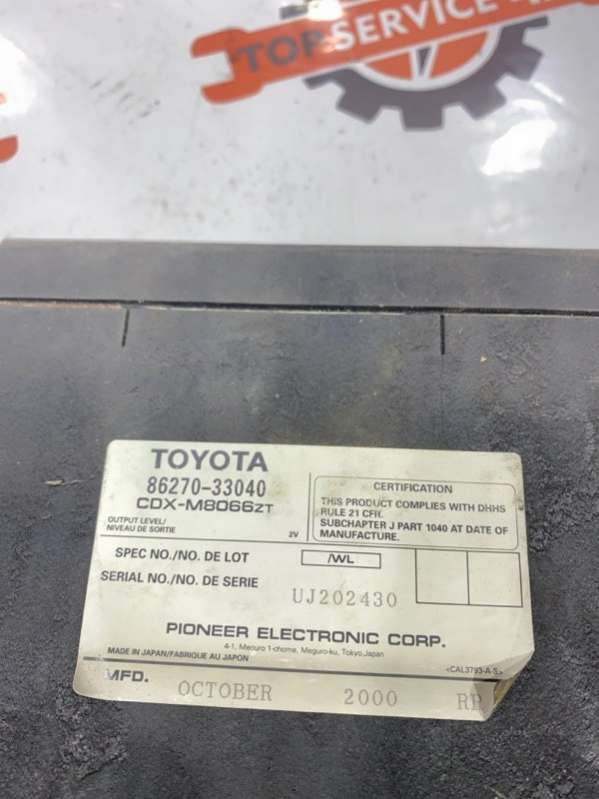 TOP SERVICE
TOYOTA
86270-33040
CDX-M8066ZT
OUTPUT LEVEL/
NIVEAU DE SORTIE 2V
CERTIFICATION
THIS PRODUCT COMPLIES WITH DHHS
RULE 21 CFR.
SUBCHAPTER J PART 1040 AT DATE OF
MANUFACTURE.
SPEC NO./NO. DE LOT /WL
SERIAL NO./NO. DE SERIE UJ202430
PIONEER ELECTRONIC CORP.
4-1, Meguro 1-chome, Meguro-ku, Tokyo, Japan
MADE IN JAPAN/FABRIQUE AU JAPON <CAL3793-A-S>
MFD. OCTOBER 2000